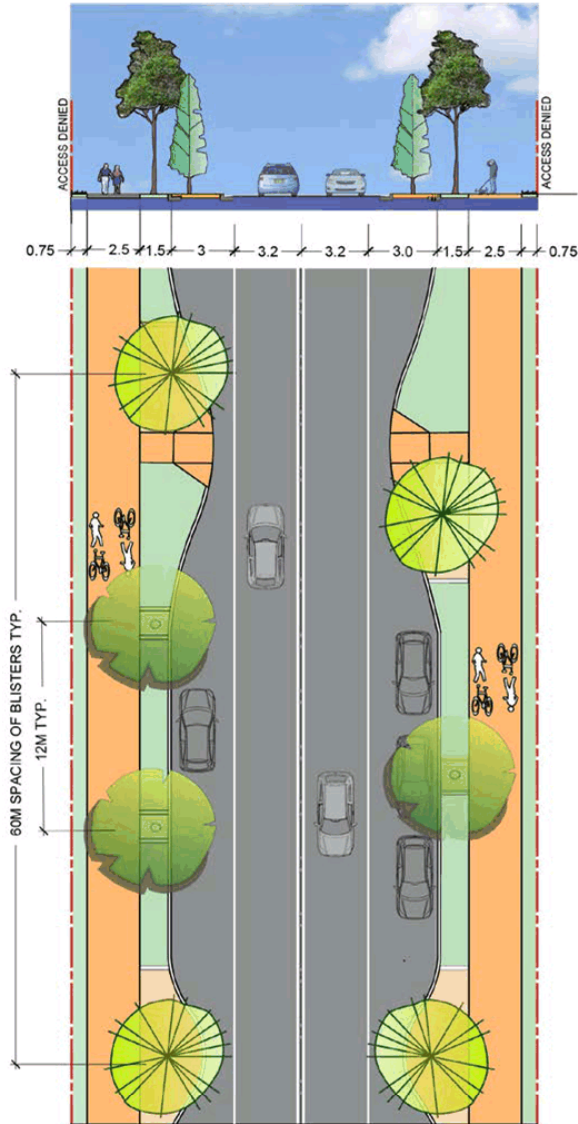 ACCESS DENIED
ACCESS DENIED
0.75 2.5 1.5 3 3.2 3.2 3.0 1.5 2.5 0.75
60M SPACING OF BLISTERS TYP.
12M TYP.